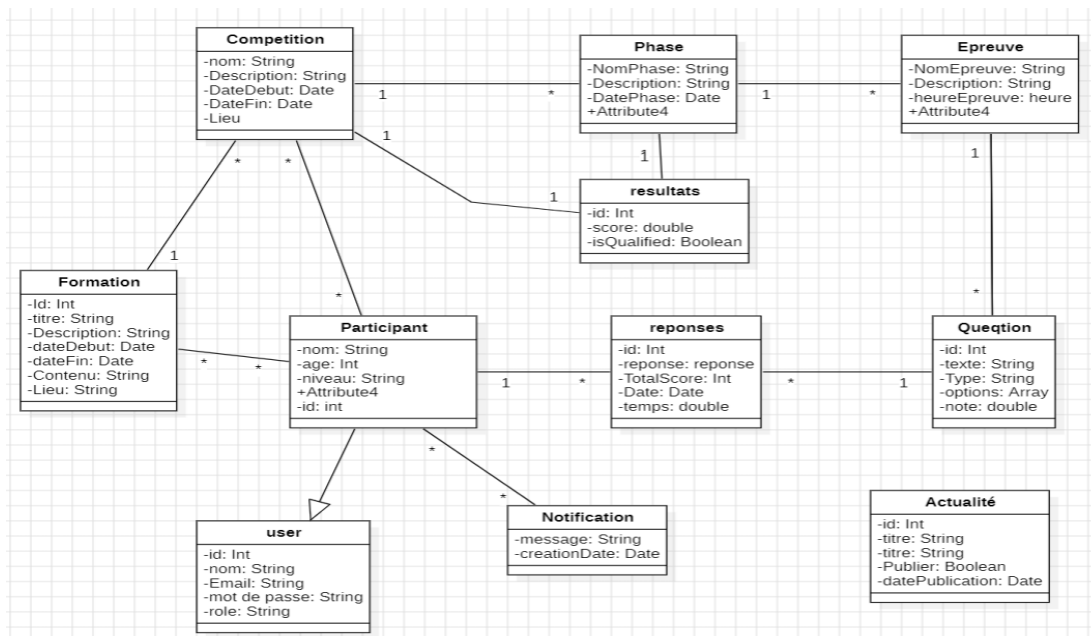 Competition
-nom: String
-Description: String
-DateDebut: Date
-DateFin: Date
-Lieu
Phase
-NomPhase: String
-Description: String
-DatePhase: Date
+Attribute4
Epreuve
-NomEpreuve: String
-Description: String
-heureEpreuve: heure
+Attribute4
1
*
1
*
1
1
1
1
*
*
*
1
*
resultats
-id: Int
-score: double
-isQualified: Boolean
Formation
-Id: Int
-titre: String
-Description: String
-dateDebut: Date
-dateFin: Date
-Contenu: String
-Lieu: String
*
*
Participant
-nom: String
-age: Int
-niveau: String
+Attribute4
-id: int
1
*
reponses
-id: Int
-reponse: reponse
-TotalScore: Int
-Date: Date
-temps: double
*
1
Queqtion
-id: Int
-texte: String
-Type: String
-options: Array
-note: double
*
*
user
-id: Int
-nom: String
-Email: String
-mot de passe: String
-role: String
Notification
-message: String
-creationDate: Date
Actualité
-id: Int
-titre: String
-titre: String
-Publier: Boolean
-datePublication: Date